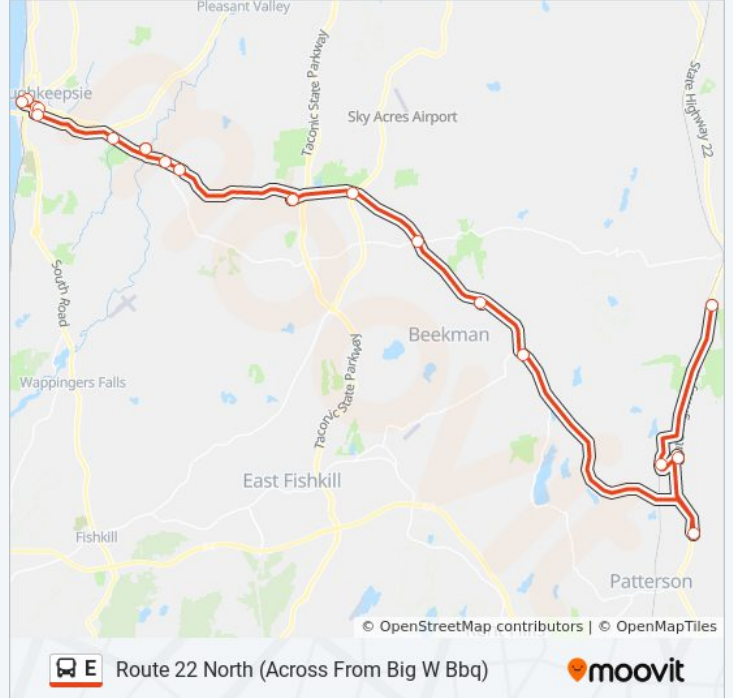 Pleasant Valley
ughkeepsie
Taconic State Parkway
Sky Acres Airport
State Highway 22
South Road
Beekman
Wappingers Falls
Taconic State Parkway
East Fishkill
Fishkill
Patterson
© OpenStreetMap contributors | © OpenMapTiles
E Route 22 North (Across From Big W Bbq)
moovit